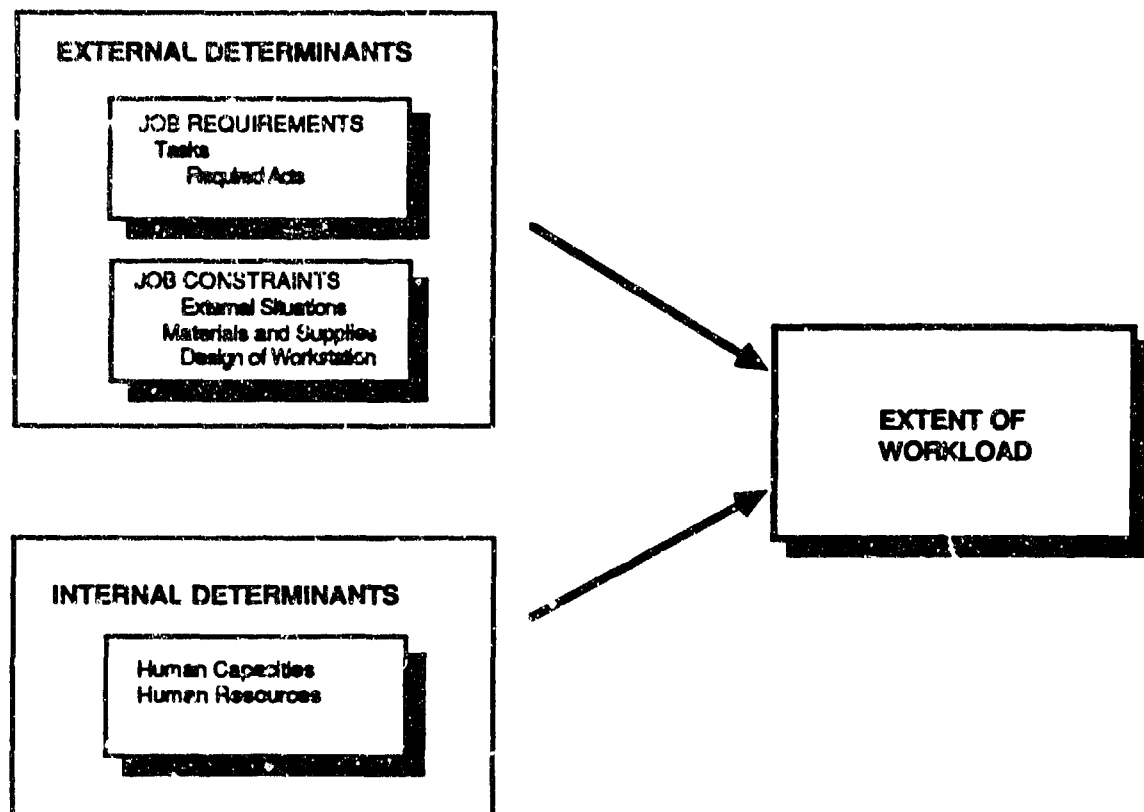 EXTERNAL DETERMINANTS
JOB REQUIREMENTS
Tasks
Required Acts
JOB CONSTRAINTS
External Situations
Materials and Supplies
Design of Workstation
EXTENT OF
WORKLOAD
INTERNAL DETERMINANTS
Human Capacities
Human Resources